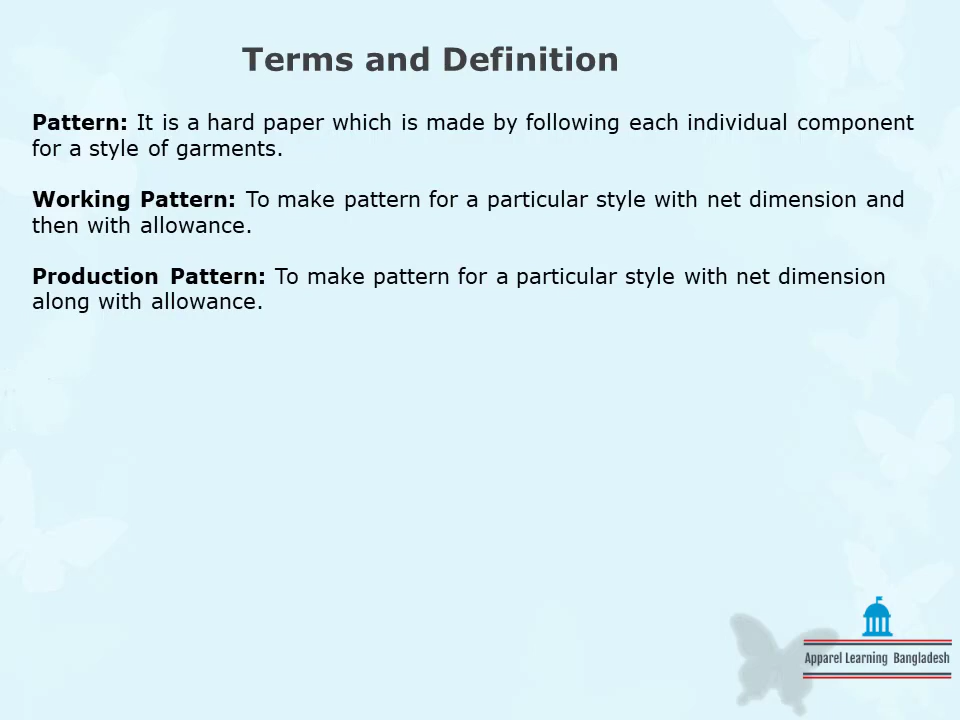 Terms and Definition
Pattern: It is a hard paper which is made by following each individual component
for a style of garments.
Working Pattern: To make pattern for a particular style with net dimension and
then with allowance.
Production Pattern: To make pattern for a particular style with net dimension
along with allowance.
Apparel Learning Bangladesh